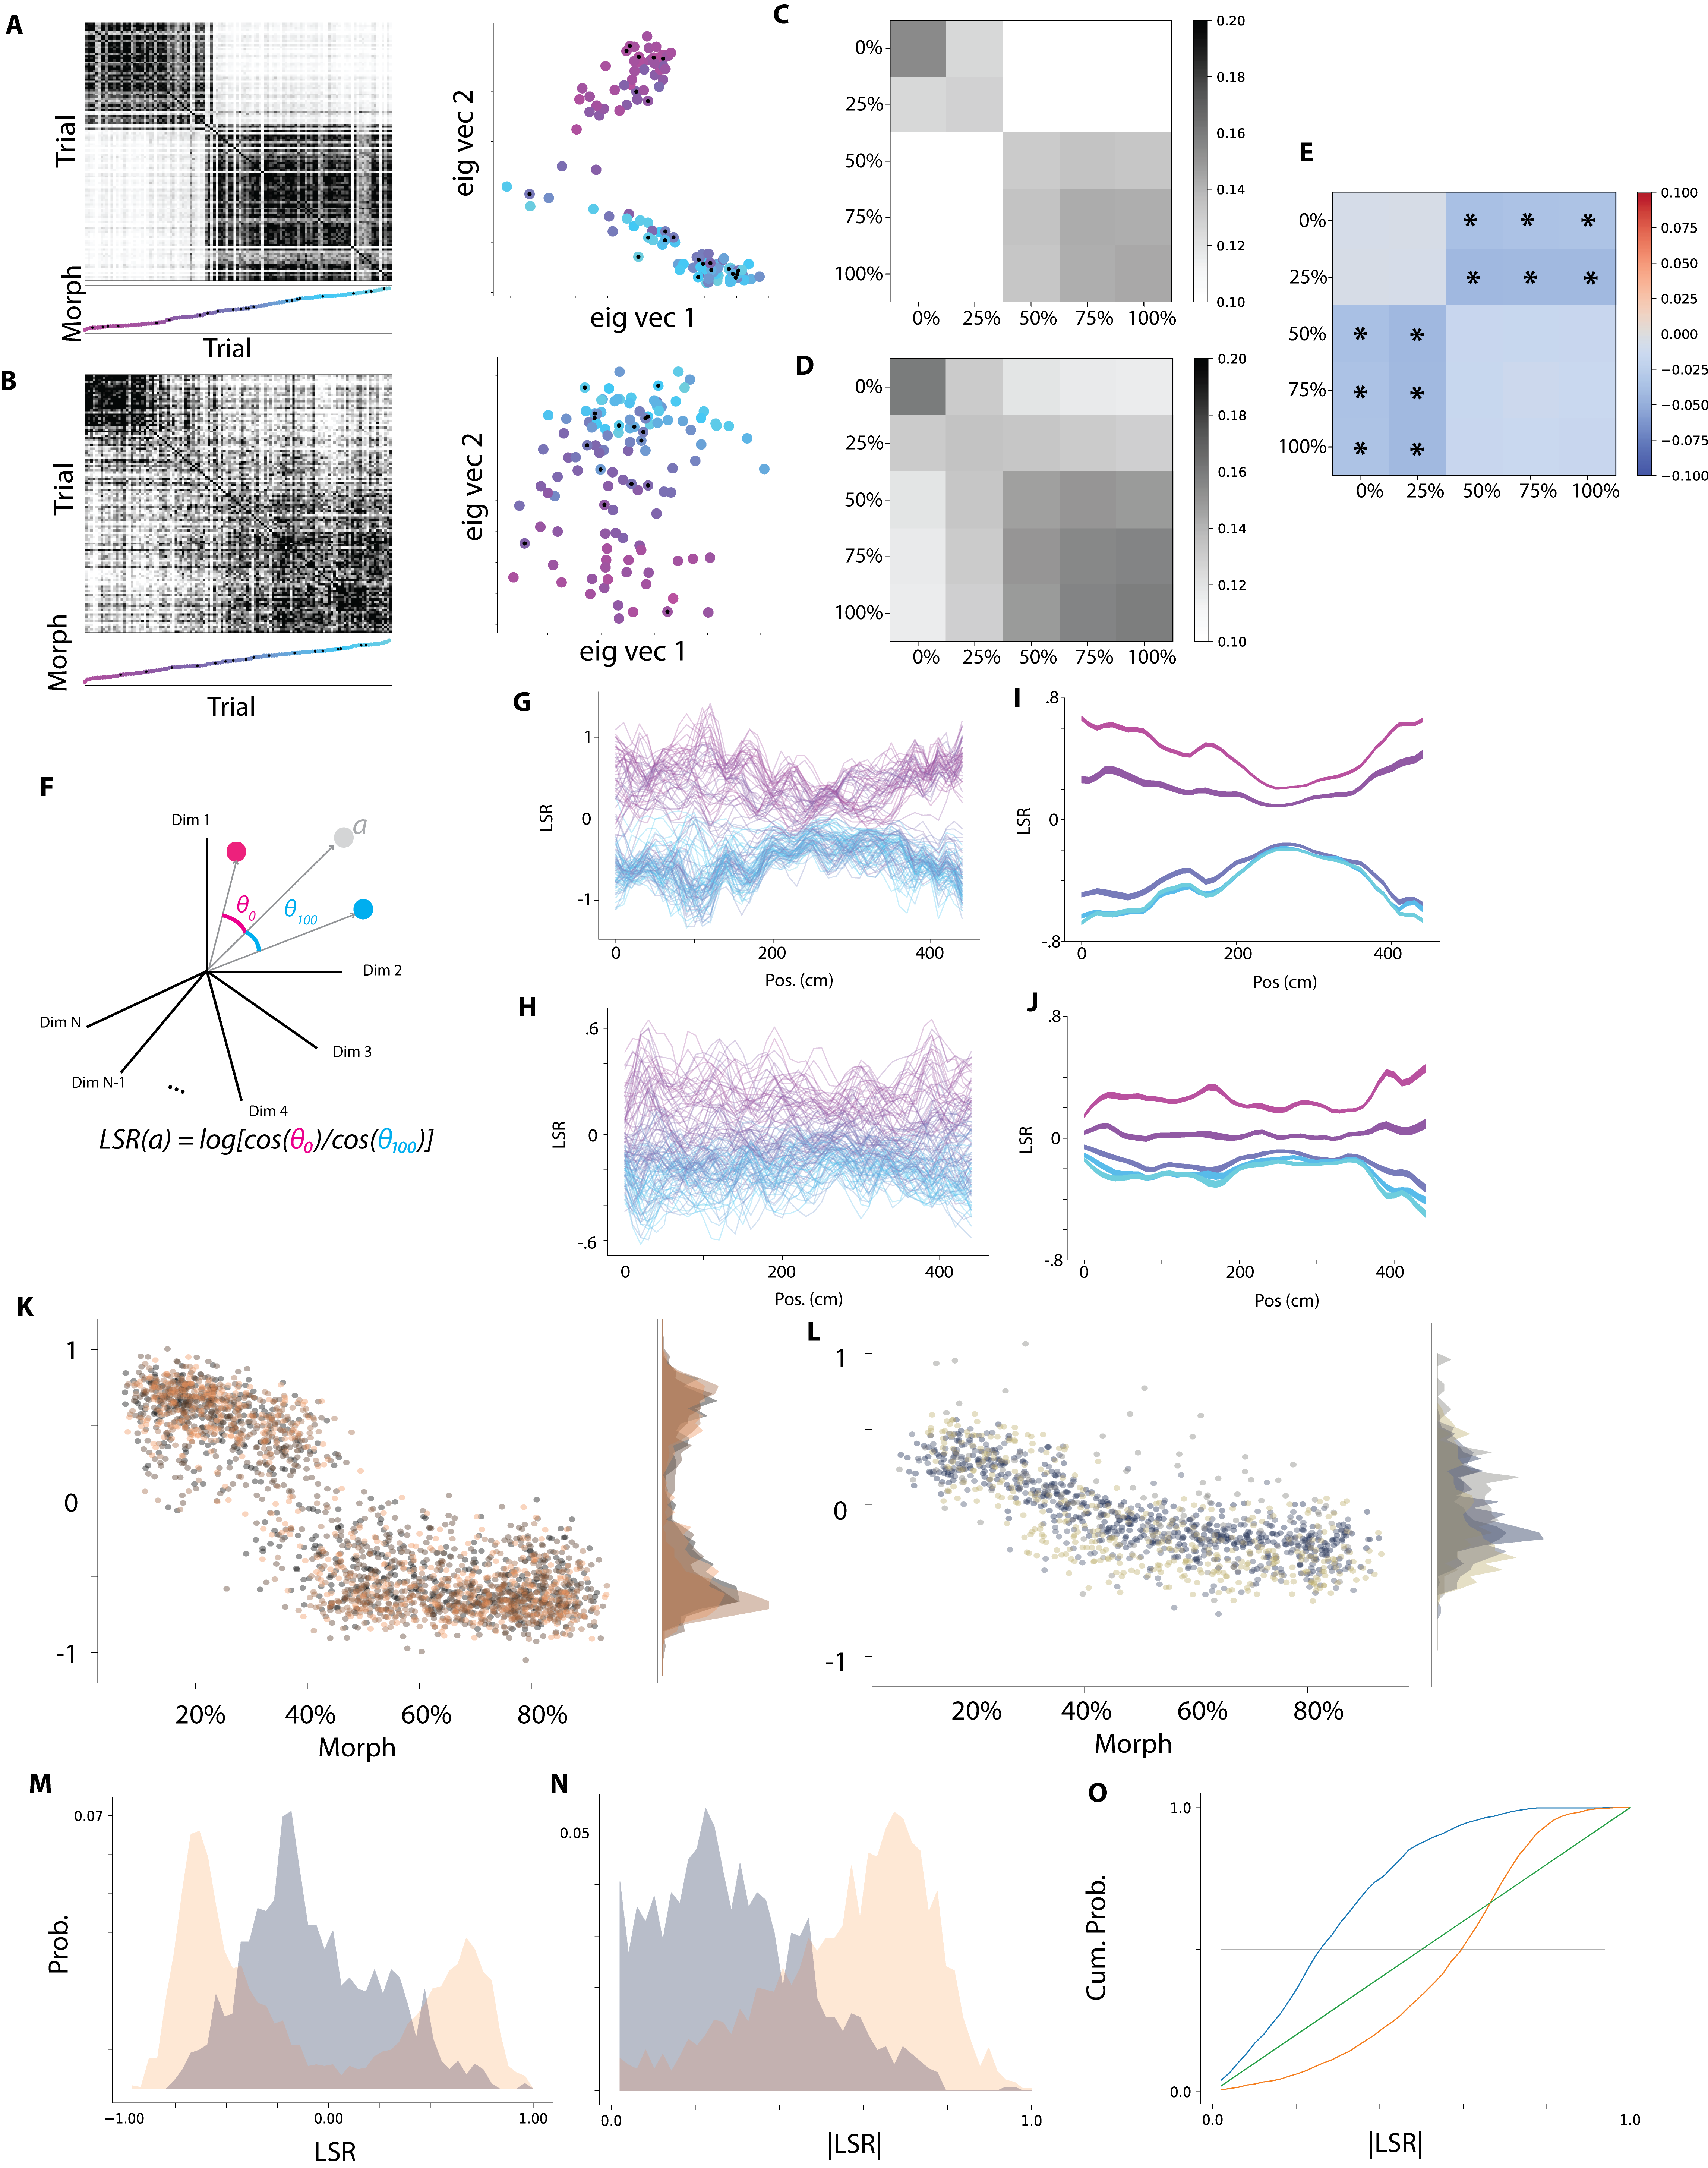 A
Trial
Morph
Trial
eig vec 2
eig vec 1
B
Trial
Morph
Trial
eig vec 2
eig vec 1
C
0%
25%
50%
75%
100%
0% 25% 50% 75% 100%
0.20
0.18
0.16
0.14
0.12
0.10
D
0%
25%
50%
75%
100%
0% 25% 50% 75% 100%
0.20
0.18
0.16
0.14
0.12
0.10
E
0% * * *
25% * * *
50% * *
75% * *
100% * *
0% 25% 50% 75% 100%
0.100
0.075
0.050
0.025
0.000
−0.025
−0.050
−0.075
−0.100
F
Dim 1
a
θ0
θ100
Dim 2
Dim N
Dim 3
Dim N-1
...
Dim 4
LSR(a) = log[cos(θ0)/cos(θ100)]
G
LSR
1
0
-1
0 200 400
Pos. (cm)
H
LSR
.6
0
-.6
0 200 400
Pos. (cm)
I
LSR
.8
0
-.8
0 200 400
Pos (cm)
J
LSR
.8
0
-.8
0 200 400
Pos (cm)
K
1
0
-1
20% 40% 60% 80%
Morph
L
1
0
-1
20% 40% 60% 80%
Morph
M
0.07
Prob.
−1.00 0.00 1.00
LSR
N
0.05
0.0 1.0
|LSR|
O
1.0
Cum. Prob.
0.0
0.0 1.0
|LSR|